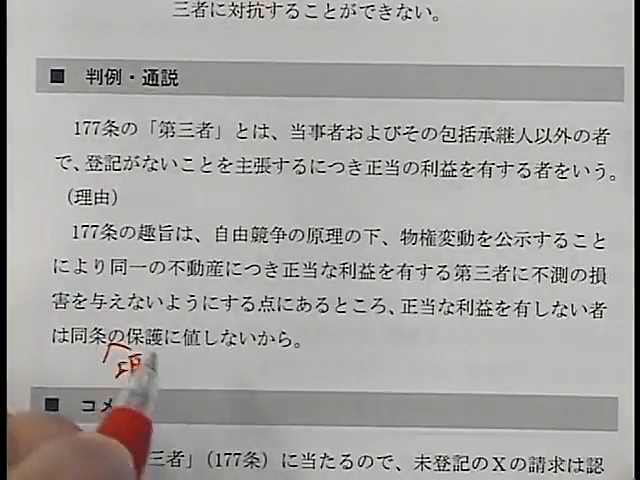 三者に対抗することができない。
■ 判例・通説
177条の「第三者」とは、当事者およびその包括承継人以外の者
で、登記がないことを主張するにつき正当の利益を有する者をいう。
(理由)
177条の趣旨は、自由競争の原理の下、物権変動を公示すること
により同一の不動産につき正当な利益を有する第三者に不測の損
害を与えないようにする点にあるところ、正当な利益を有しない者
は同条の保護に値しないから。
■ コメ
三者」(177条)に当たるので、未登記のXの請求は認